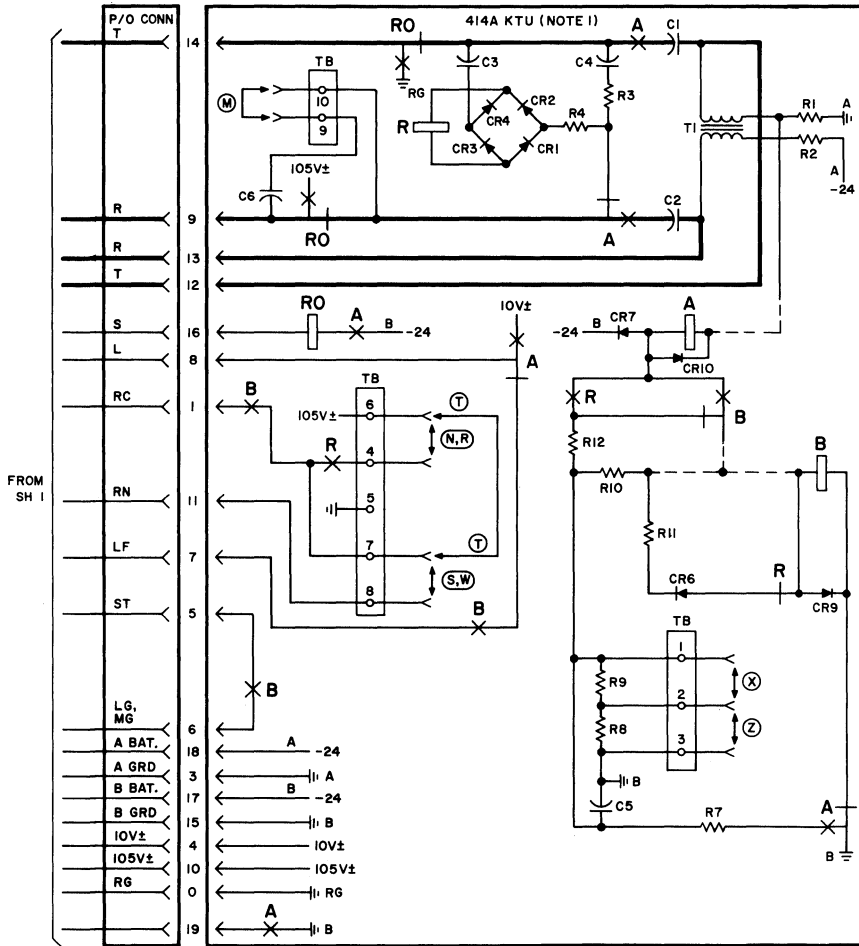 P/O CONN
414A KTU (NOTE 1)
T 14
RO
A
C1
TB
C3
C4
RG
M
10
9
CR2
CR4
R
CR3
CR1
R4
R3
T1
R1
A
R2
A
-24
105V±
C6
R 9
RO
A
C2
R 13
T 12
S 16
RO
A
B -24
10V±
-24 B
CR7
A
CR10
L 8
A
TB
RC 1
B
105V±
6
T
N,R
R
4
R
B
R12
5
FROM SH 1
RN 11
R10
B
7
T
R11
LF 7
S,W
8
CR6
R
CR9
ST 5
B
TB
1
X
R9
2
B
Z
R8
3
LG, MG 6
A BAT. 18
A -24
A GRD 3
A
B
B BAT. 17
B -24
C5
R7
A
B GRD 15
B
10V± 4
10V±
B
105V± 10
105V±
RG 0
RG
19
A
B